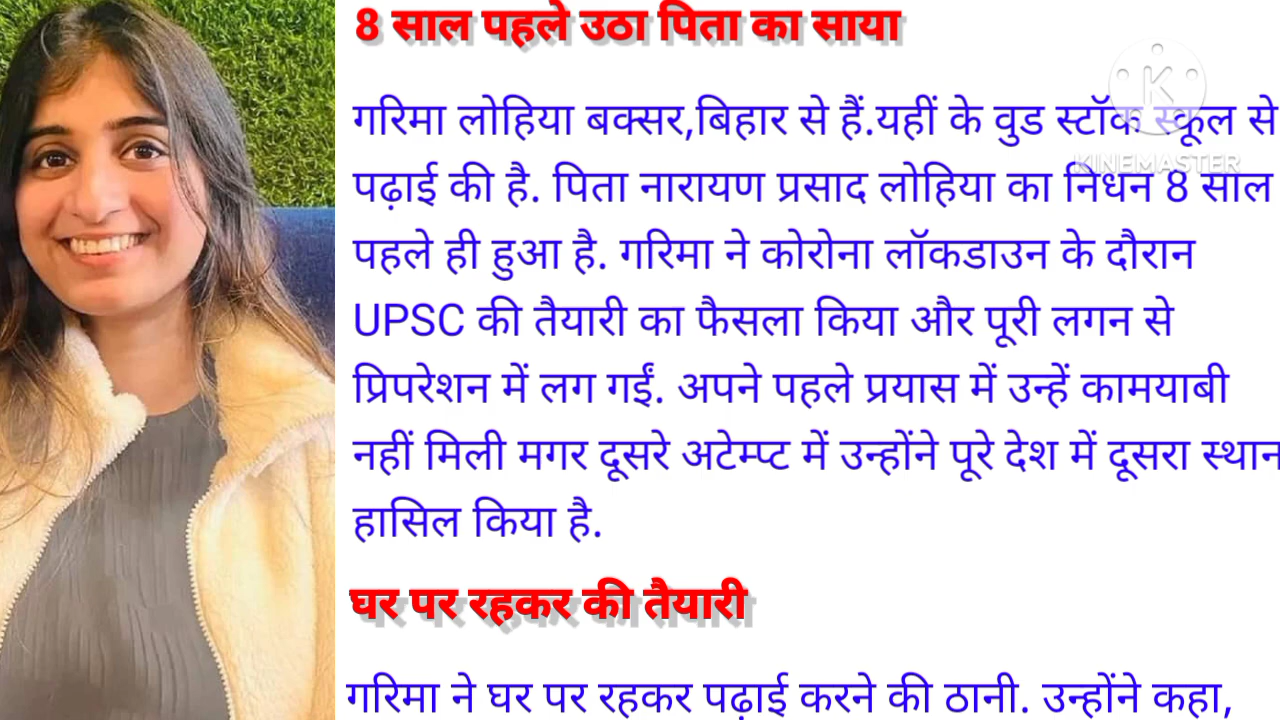 8 साल पहले उठा पिता का साया
K
KINEMASTER
गरिमा लोहिया बक्सर,बिहार से हैं.यहीं के वुड स्टॉक स्कूल से
पढ़ाई की है. पिता नारायण प्रसाद लोहिया का निधन 8 साल
पहले ही हुआ है. गरिमा ने कोरोना लॉकडाउन के दौरान
UPSC की तैयारी का फैसला किया और पूरी लगन से
प्रिपरेशन में लग गईं. अपने पहले प्रयास में उन्हें कामयाबी
नहीं मिली मगर दूसरे अटेम्प्ट में उन्होंने पूरे देश में दूसरा स्थान
हासिल किया है.
घर पर रहकर की तैयारी
गरिमा ने घर पर रहकर पढ़ाई करने की ठानी. उन्होंने कहा,